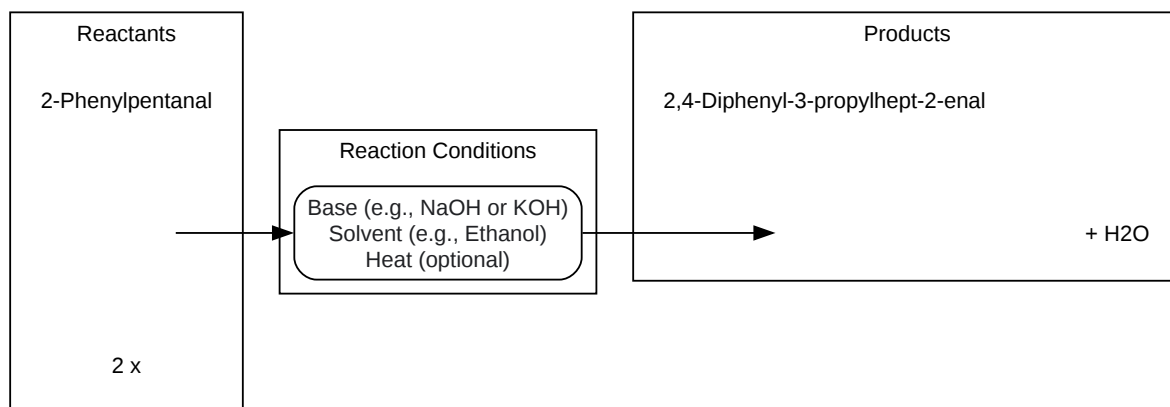 Reactants
2-Phenylpentanal
2 x
Reaction Conditions
Base (e.g., NaOH or KOH)
Solvent (e.g., Ethanol)
Heat (optional)
Products
2,4-Diphenyl-3-propylhept-2-enal
+ H2O